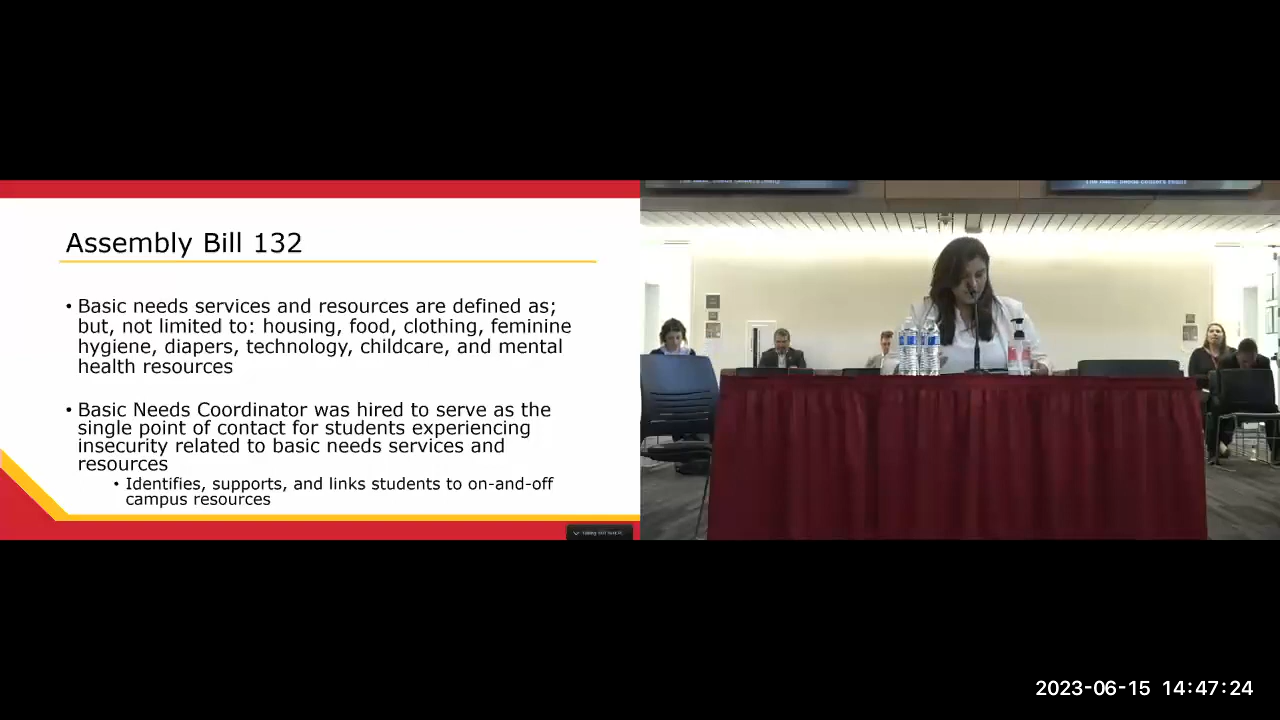 Assembly Bill 132
• Basic needs services and resources are defined as;
but, not limited to: housing, food, clothing, feminine
hygiene, diapers, technology, childcare, and mental
health resources
• Basic Needs Coordinator was hired to serve as the
single point of contact for students experiencing
insecurity related to basic needs services and
resources
• Identifies, supports, and links students to on-and-off
campus resources
2023-06-15 14:47:24